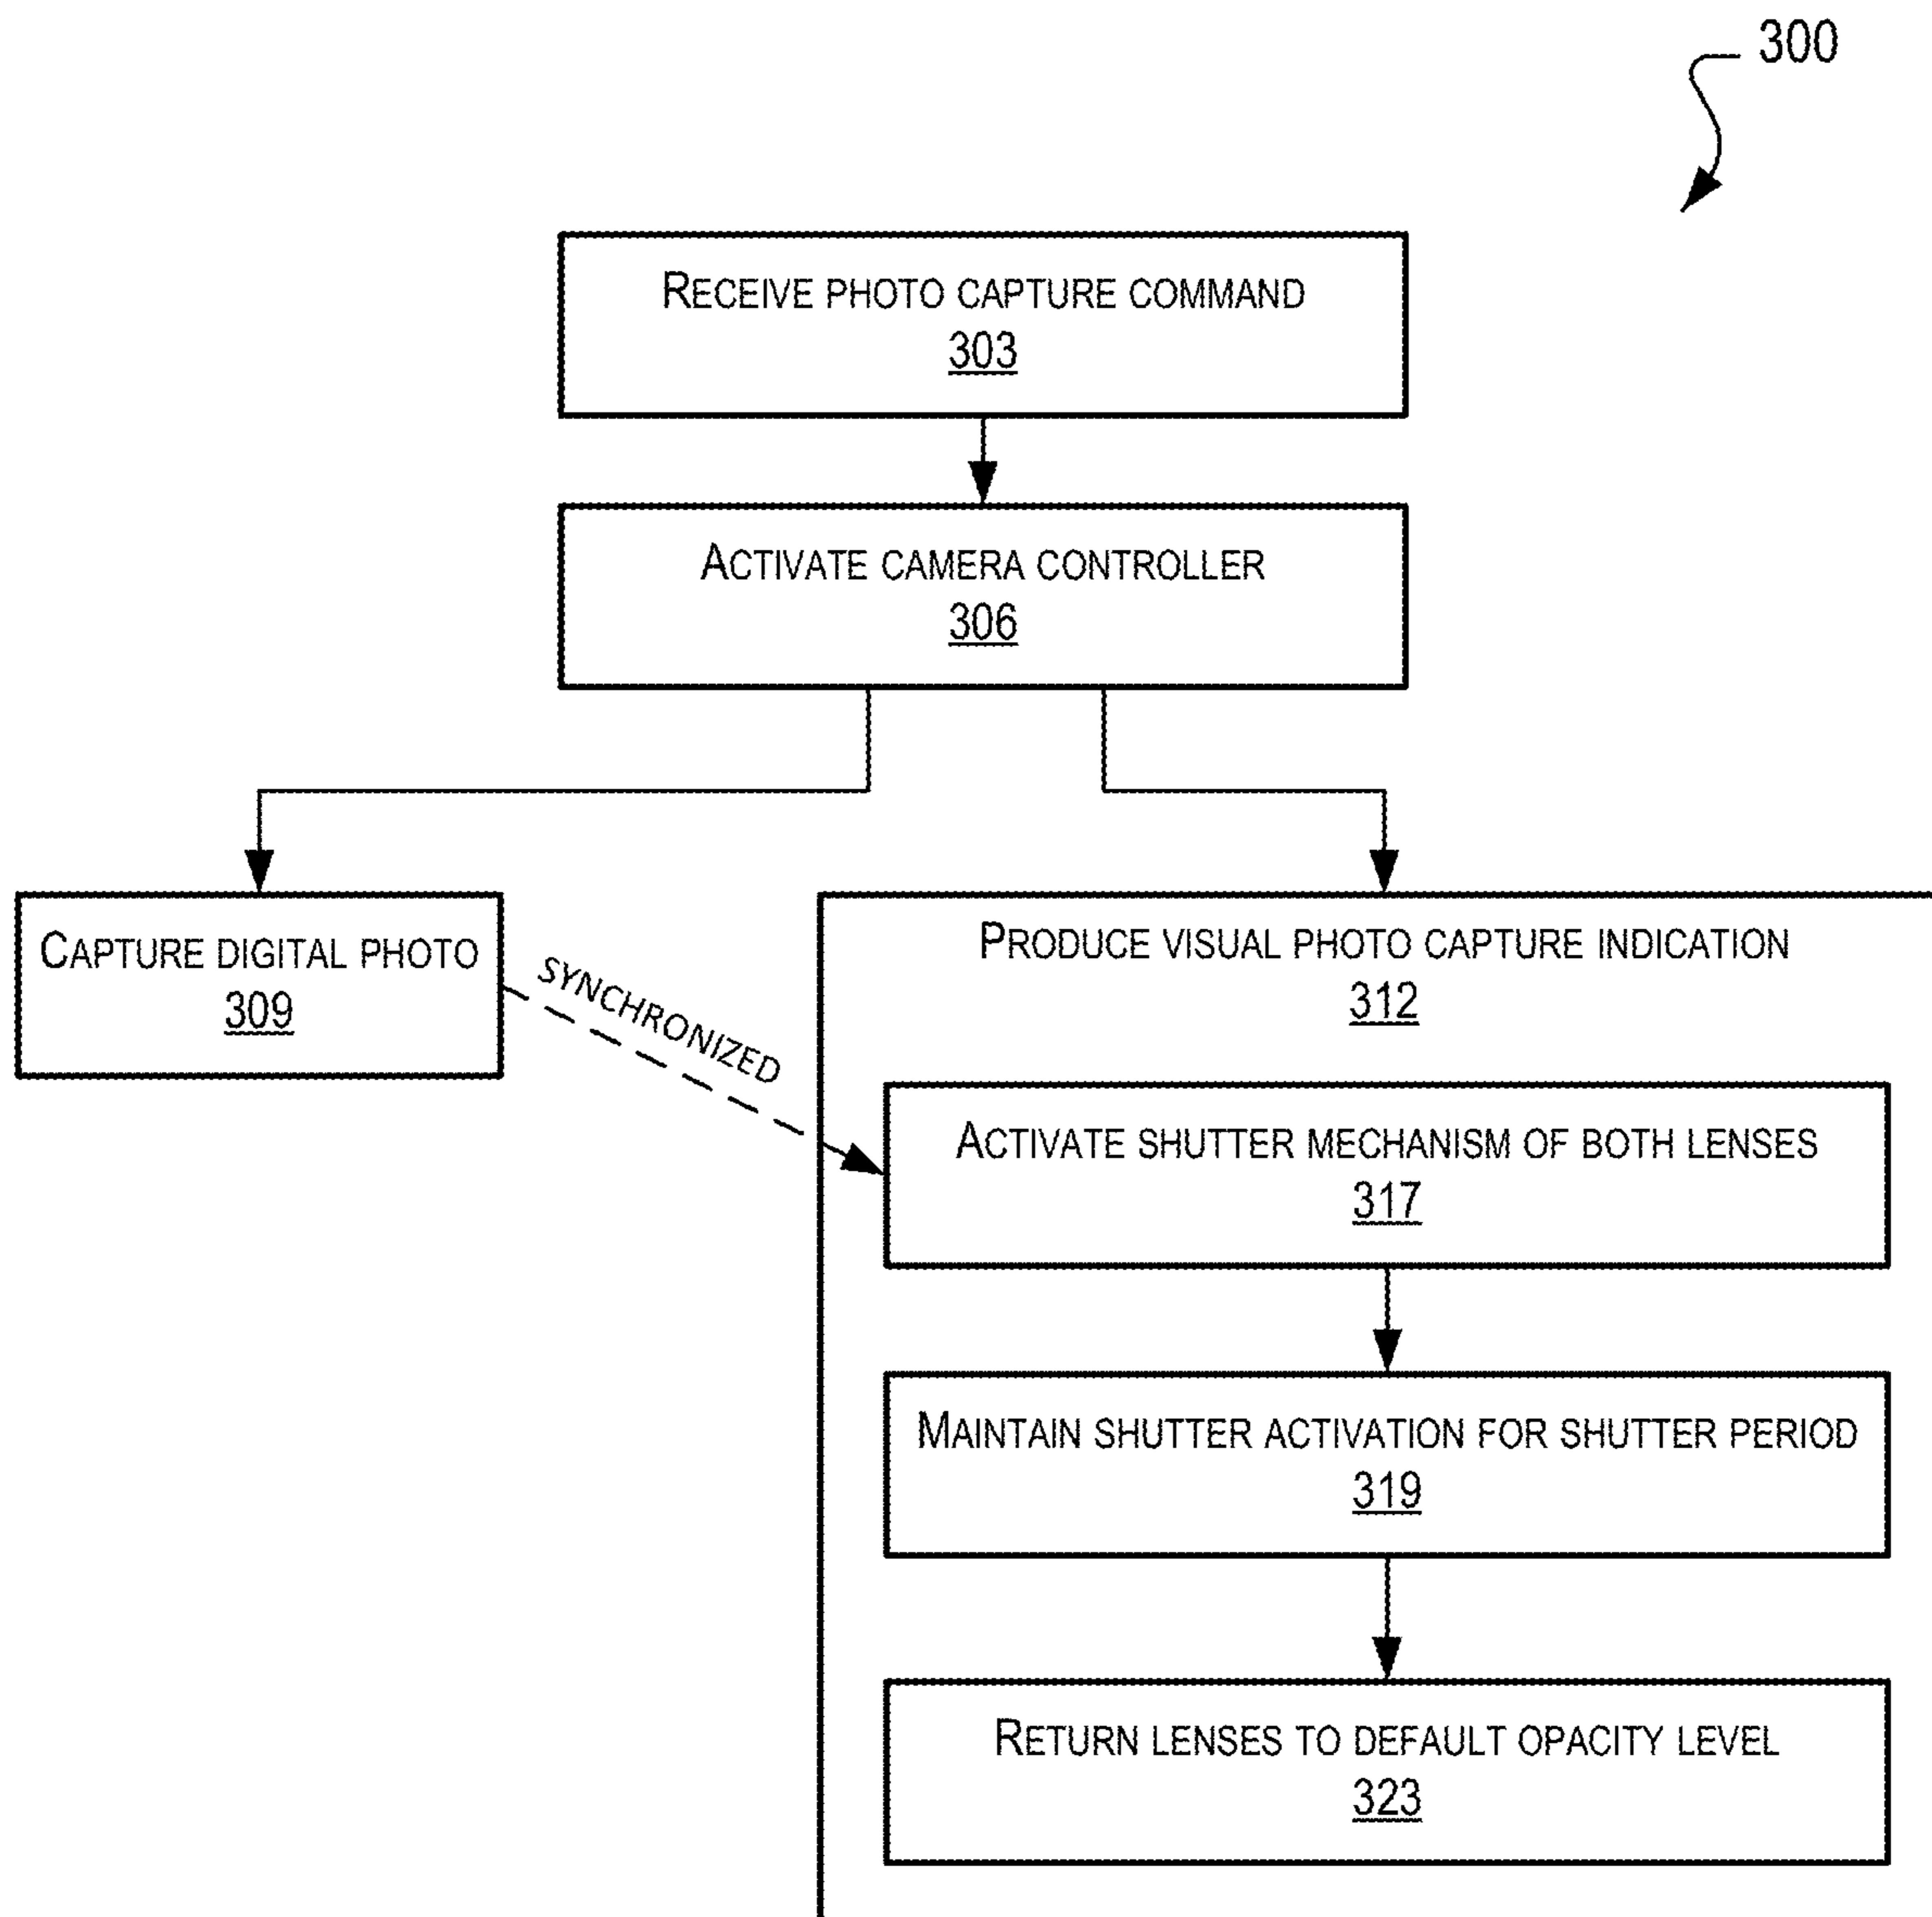 300
RECEIVE PHOTO CAPTURE COMMAND
303
ACTIVATE CAMERA CONTROLLER
306
CAPTURE DIGITAL PHOTO
309
SYNCHRONIZED
PRODUCE VISUAL PHOTO CAPTURE INDICATION
312
ACTIVATE SHUTTER MECHANISM OF BOTH LENSES
317
MAINTAIN SHUTTER ACTIVATION FOR SHUTTER PERIOD
319
RETURN LENSES TO DEFAULT OPACITY LEVEL
323